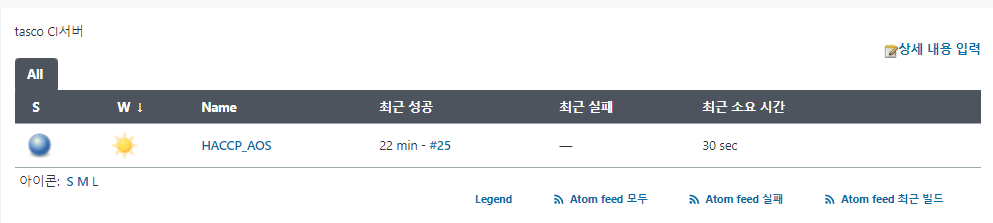 tasco CI서버
상세 내용 입력
All
S W ↓ Name 최근 성공 최근 실패 최근 소요 시간
HACCP_AOS 22 min - #25 — 30 sec
아이콘: S M L
Legend Atom feed 모두 Atom feed 실패 Atom feed 최근 빌드